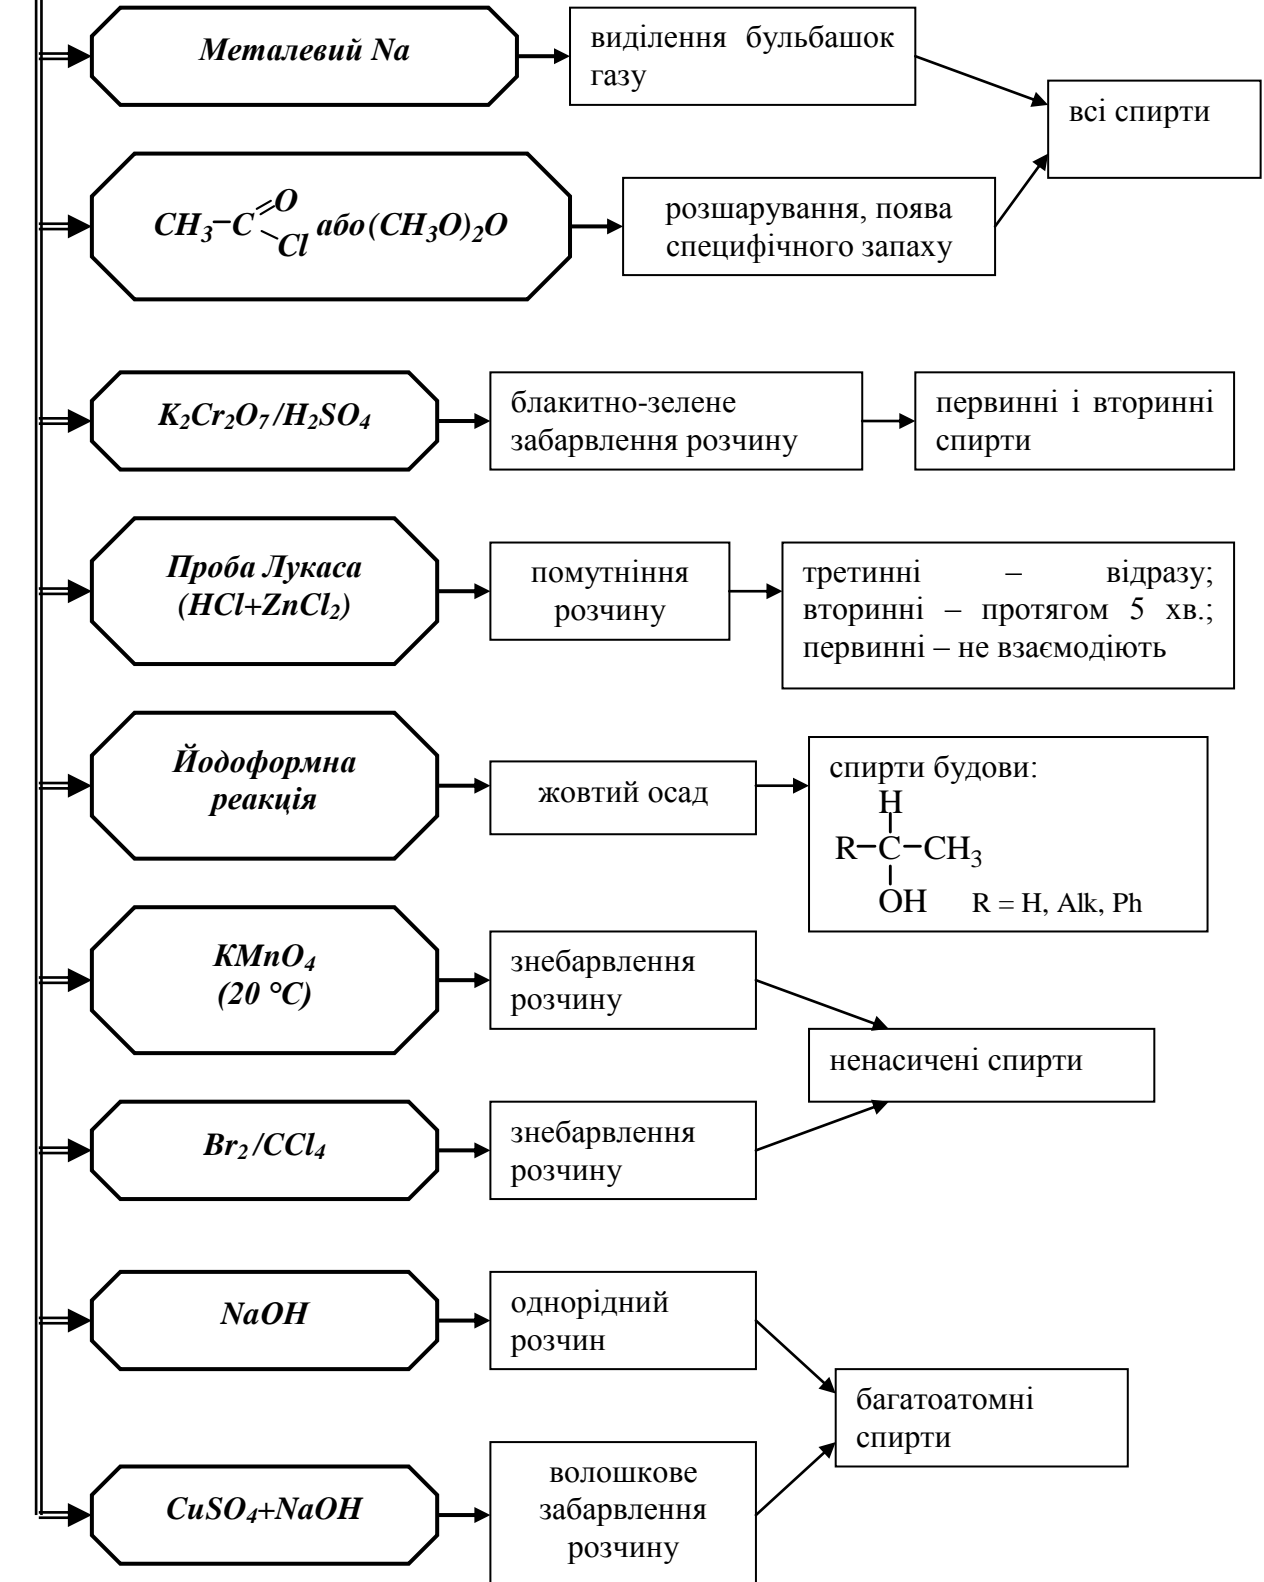 Металевий Na
виділення бульбашок
газу
всі спирти
CH₃–C(=O)Cl або (CH₃O)₂O
розшарування, поява
специфічного запаху
K₂Cr₂O₇/H₂SO₄
блакитно-зелене
забарвлення розчину
первинні і вторинні
спирти
Проба Лукаса
(HCl+ZnCl₂)
помутніння
розчину
третинні – відразу;
вторинні – протягом 5 хв.;
первинні – не взаємодіють
Йодоформна
реакція
жовтий осад
спирти будови:
H
R–C–CH₃
OH R = H, Alk, Ph
KMnO₄
(20 °C)
знебарвлення
розчину
ненасичені спирти
Br₂/CCl₄
знебарвлення
розчину
NaOH
однорідний
розчин
багатоатомні
спирти
CuSO₄+NaOH
волошкове
забарвлення
розчину